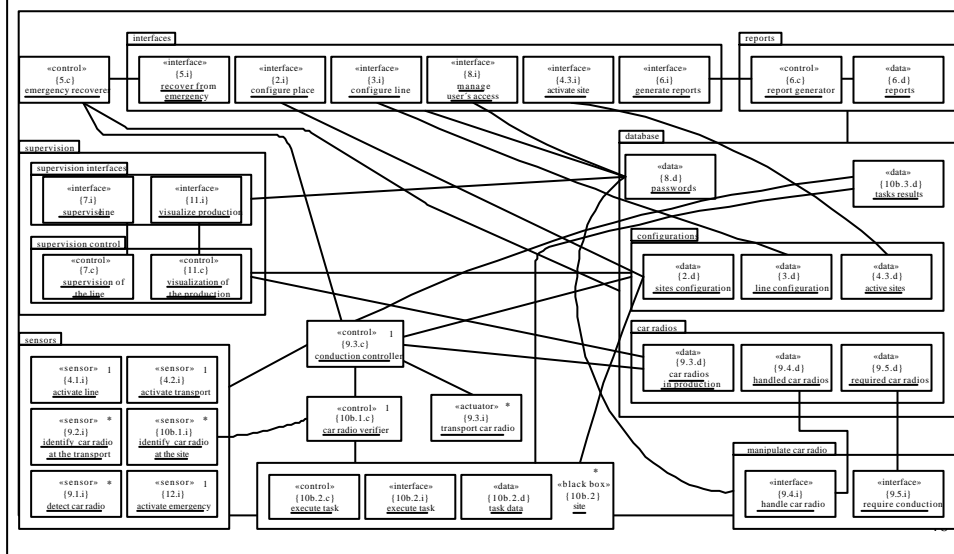 interfaces
reports
«control»
{5.c}
emergency recover
«interface»
{5.i}
recover from
emergency
«interface»
{2.i}
configure place
«interface»
{3.i}
configure line
«interface»
{8.i}
manage
user´s access
«interface»
{4.3.i}
activate site
«interface»
{6.i}
generate reports
«control»
{6.c}
report generator
«data»
{6.d}
reports
supervision
supervision interfaces
«interface»
{7.i}
«interface»
{11.i}
visualize production
supervision control
«control»
{7.c}
supervision of
the line
«control»
{11.c}
visualization of
the production
database
«data»
{8.d}
passwords
«data»
{10b.3.d}
tasks results
configurations
«data»
{2.d}
sites configuration
«data»
{3.d}
line configuration
«data»
{4.3.d}
active sites
car radios
«data»
{9.3.d}
car radios
in production
«data»
{9.4.d}
handled car radios
«data»
{9.5.d}
required car radios
sensors
«sensor» 1
{4.1.i}
activate line
«sensor» 1
{4.2.i}
activate transport
«sensor» *
{9.2.i}
identify car radio
at the transport
«sensor» *
{10b.1.i}
identify car radio
at the site
«sensor» *
{9.1.i}
detect car radio
«sensor» 1
{12.i}
activate emergency
«control» 1
{9.3.c}
conduction controller
«control» 1
{10b.1.c}
car radio verifier
«actuator» *
{9.3.i}
transport car radio
«control»
{10b.2.c}
execute task
«interface»
{10b.2.i}
execute task
«data»
{10b.2.d}
task data
*
«black box»
{10b.2}
site
manipulate car radio
«interface»
{9.4.i}
handle car radio
«interface»
{9.5.i}
require conduction